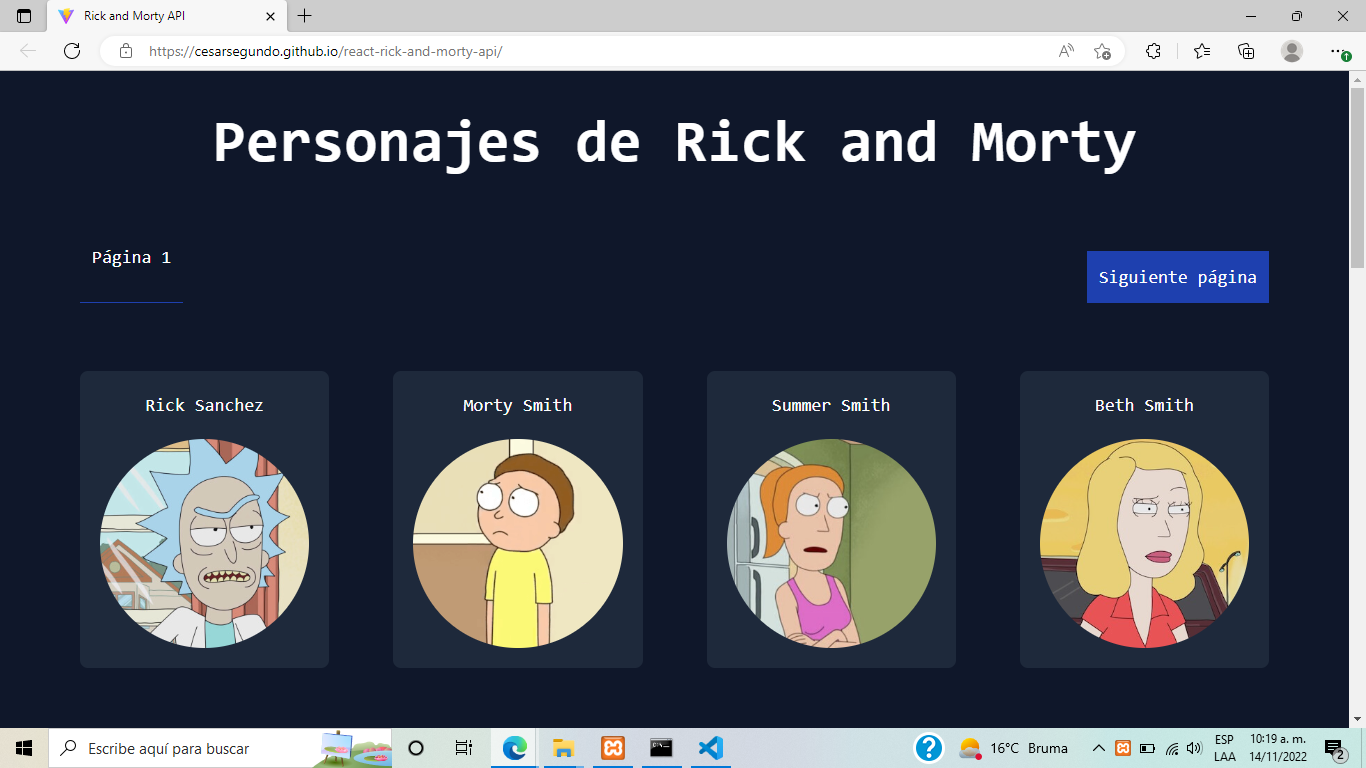 Rick and Morty API
https://cesarsegundo.github.io/react-rick-and-morty-api/
Personajes de Rick and Morty
Página 1
Siguiente página
Rick Sanchez
Morty Smith
Summer Smith
Beth Smith
Escribe aquí para buscar
16°C Bruma
ESP
LAA
10:19 a. m.
14/11/2022
2